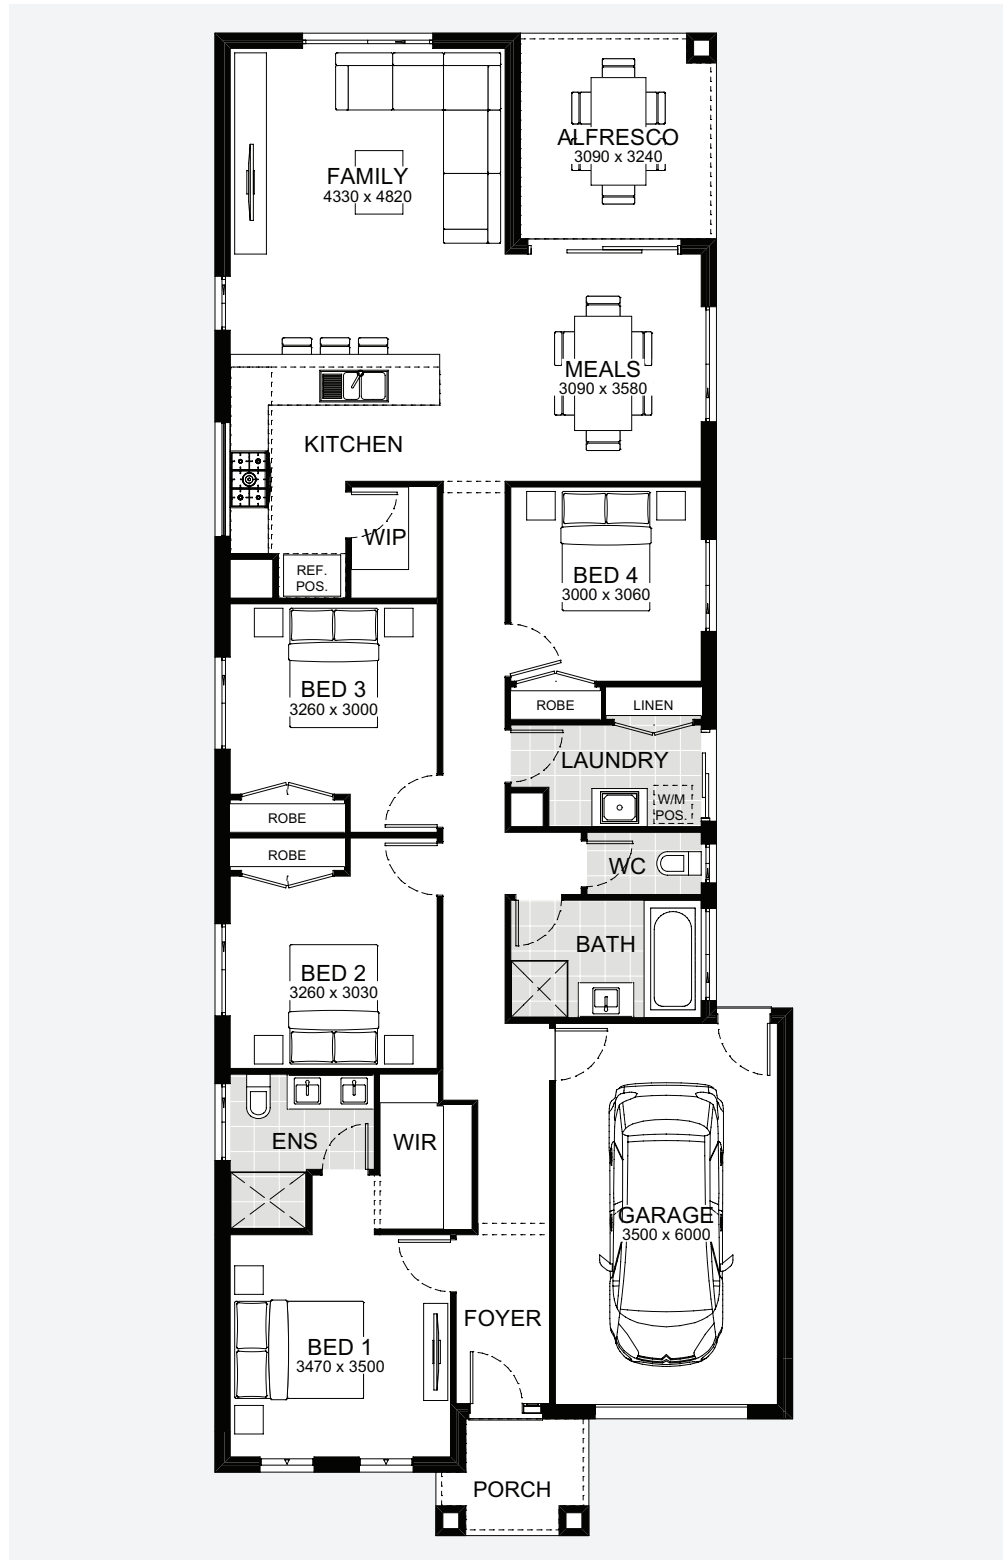 ALFRESCO
3090 x 3240
FAMILY
4330 x 4820
MEALS
3090 x 3580
KITCHEN
WIP
REF.
POS.
BED 4
3000 x 3060
BED 3
3260 x 3000
ROBE
LINEN
LAUNDRY
W/M
POS.
ROBE
ROBE
WC
BATH
BED 2
3260 x 3030
ENS
WIR
GARAGE
3500 x 6000
FOYER
BED 1
3470 x 3500
PORCH